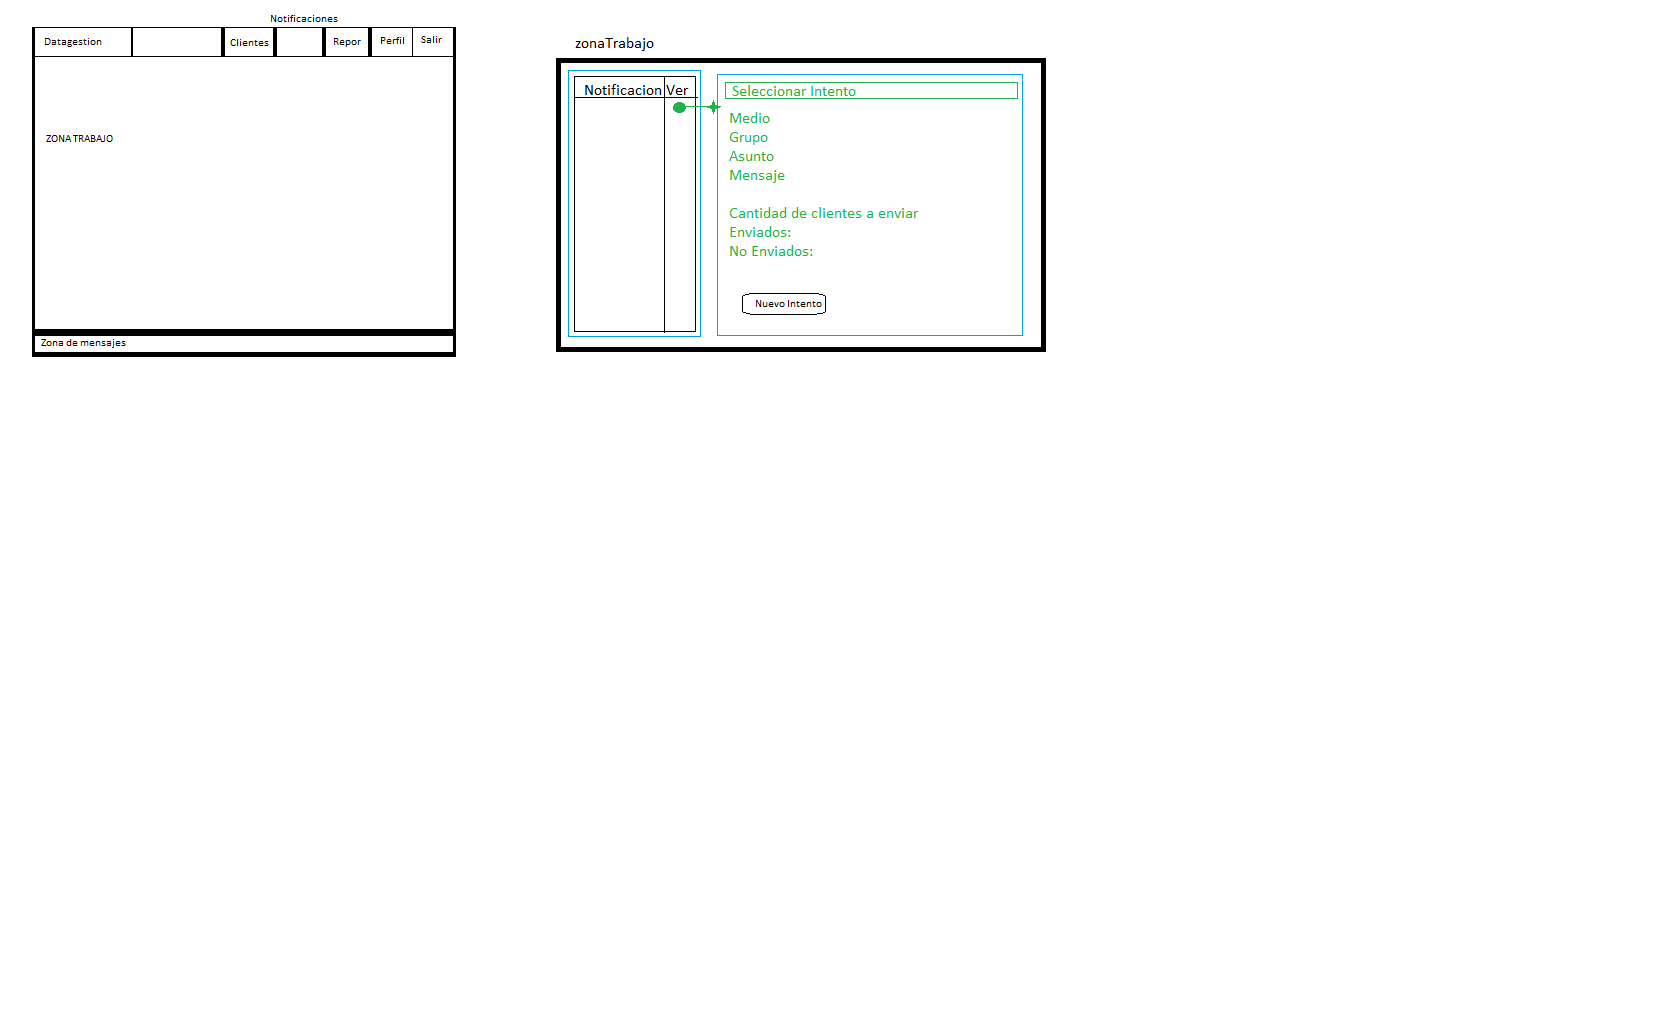 Notificaciones
Datagestion
Clientes
Repor
Perfil
Salir
ZONA TRABAJO
Zona de mensajes
zonaTrabajo
Notificacion
Ver
Seleccionar Intento
Medio
Grupo
Asunto
Mensaje
Cantidad de clientes a enviar
Enviados:
No Enviados:
Nuevo Intento